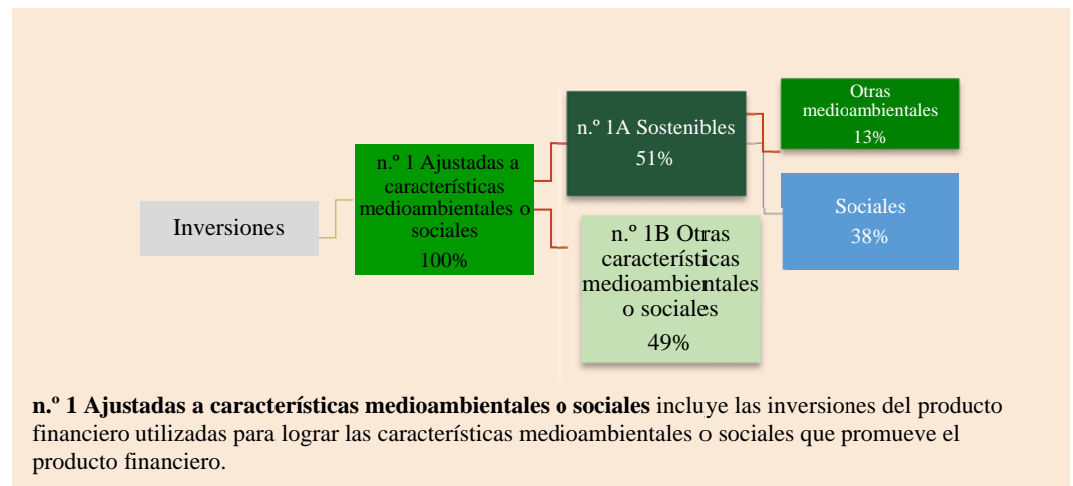 Inversiones
n.º 1 Ajustadas a
características
medioambientales o
sociales
100%
n.º 1A Sostenibles
51%
n.º 1B Otras
características
medioambientales
o sociales
49%
Otras
medioambientales
13%
Sociales
38%
n.º 1 Ajustadas a características medioambientales o sociales incluye las inversiones del producto
financiero utilizadas para lograr las características medioambientales o sociales que promueve el
producto financiero.